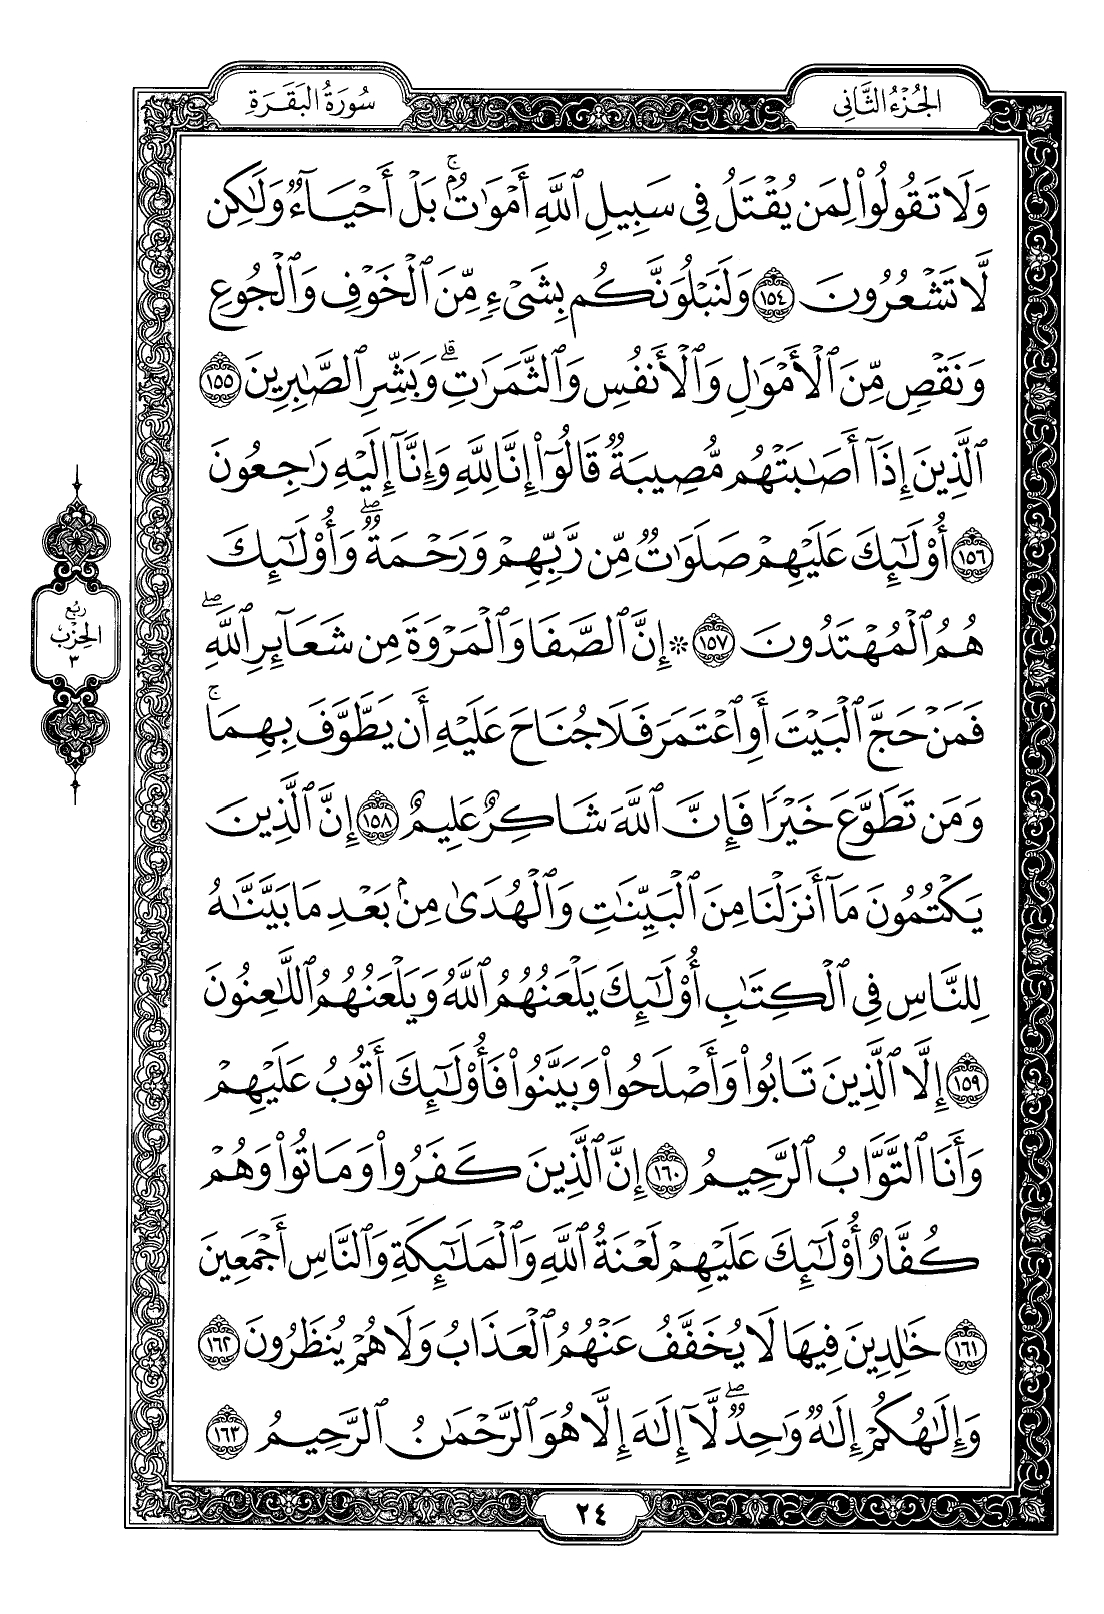 الجُزْءُ الثَّانِي
سُورَةُ البَقَرَةِ
وَلَا تَقُولُوا۟ لِمَن يُقْتَلُ فِى سَبِيلِ ٱللَّهِ أَمْوَٰتٌۢ ۚ بَلْ أَحْيَآءٌ وَلَٰكِن
لَّا تَشْعُرُونَ ١٥٤ وَلَنَبْلُوَنَّكُم بِشَىْءٍ مِّنَ ٱلْخَوْفِ وَٱلْجُوعِ
وَنَقْصٍ مِّنَ ٱلْأَمْوَٰلِ وَٱلْأَنفُسِ وَٱلثَّمَرَٰتِ ۗ وَبَشِّرِ ٱلصَّٰبِرِينَ ١٥٥
ٱلَّذِينَ إِذَآ أَصَٰبَتْهُم مُّصِيبَةٌ قَالُوٓا۟ إِنَّا لِلَّهِ وَإِنَّآ إِلَيْهِ رَٰجِعُونَ
١٥٦ أُو۟لَٰٓئِكَ عَلَيْهِمْ صَلَوَٰتٌ مِّن رَّبِّهِمْ وَرَحْمَةٌ ۖ وَأُو۟لَٰٓئِكَ
هُمُ ٱلْمُهْتَدُونَ ١٥٧ ۞ إِنَّ ٱلصَّفَا وَٱلْمَرْوَةَ مِن شَعَآئِرِ ٱللَّهِ ۖ
فَمَنْ حَجَّ ٱلْبَيْتَ أَوِ ٱعْتَمَرَ فَلَا جُنَاحَ عَلَيْهِ أَن يَطَّوَّفَ بِهِمَا ۚ
وَمَن تَطَوَّعَ خَيْرًا فَإِنَّ ٱللَّهَ شَاكِرٌ عَلِيمٌ ١٥٨ إِنَّ ٱلَّذِينَ
يَكْتُمُونَ مَآ أَنزَلْنَا مِنَ ٱلْبَيِّنَٰتِ وَٱلْهُدَىٰ مِنۢ بَعْدِ مَا بَيَّنَّٰهُ
لِلنَّاسِ فِى ٱلْكِتَٰبِ أُو۟لَٰٓئِكَ يَلْعَنُهُمُ ٱللَّهُ وَيَلْعَنُهُمُ ٱللَّٰعِنُونَ
١٥٩ إِلَّا ٱلَّذِينَ تَابُوا۟ وَأَصْلَحُوا۟ وَبَيَّنُوا۟ فَأُو۟لَٰٓئِكَ أَتُوبُ عَلَيْهِمْ
وَأَنَا ٱلتَّوَّابُ ٱلرَّحِيمُ ١٦٠ إِنَّ ٱلَّذِينَ كَفَرُوا۟ وَمَاتُوا۟ وَهُمْ
كُفَّارٌ أُو۟لَٰٓئِكَ عَلَيْهِمْ لَعْنَةُ ٱللَّهِ وَٱلْمَلَٰٓئِكَةِ وَٱلنَّاسِ أَجْمَعِينَ
١٦١ خَٰلِدِينَ فِيهَا لَا يُخَفَّفُ عَنْهُمُ ٱلْعَذَابُ وَلَا هُمْ يُنظَرُونَ ١٦٢
وَإِلَٰهُكُمْ إِلَٰهٌ وَٰحِدٌ ۖ لَّآ إِلَٰهَ إِلَّا هُوَ ٱلرَّحْمَٰنُ ٱلرَّحِيمُ ١٦٣
رُبْعُ
الحِزْبِ
٣
٢٤